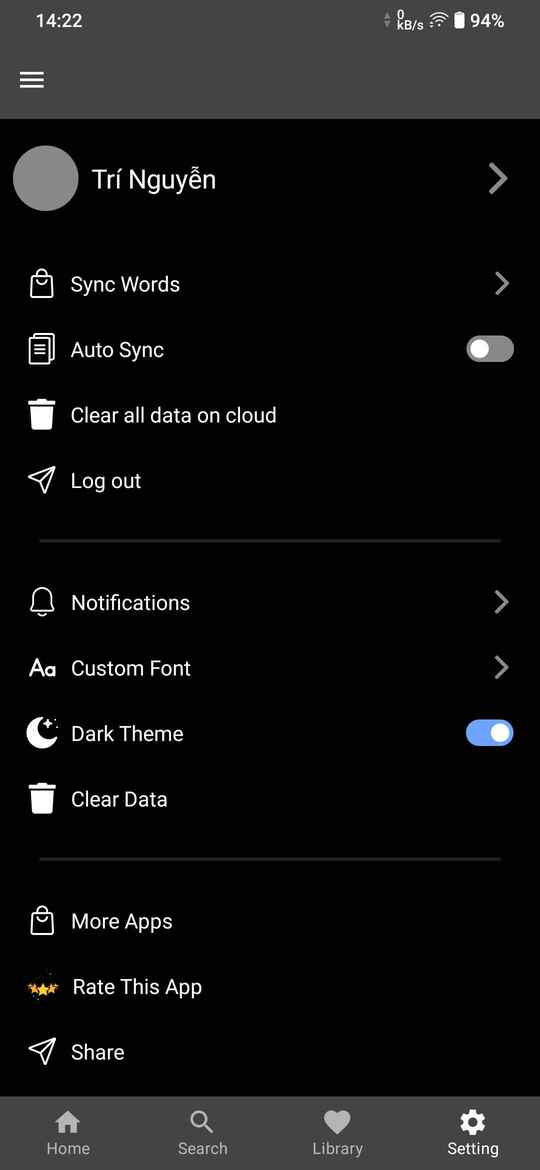 14:22
0
kB/s
94%
Trí Nguyễn
Sync Words
Auto Sync
Clear all data on cloud
Log out
Notifications
Aa Custom Font
Dark Theme
Clear Data
More Apps
Rate This App
Share
Home Search Library Setting